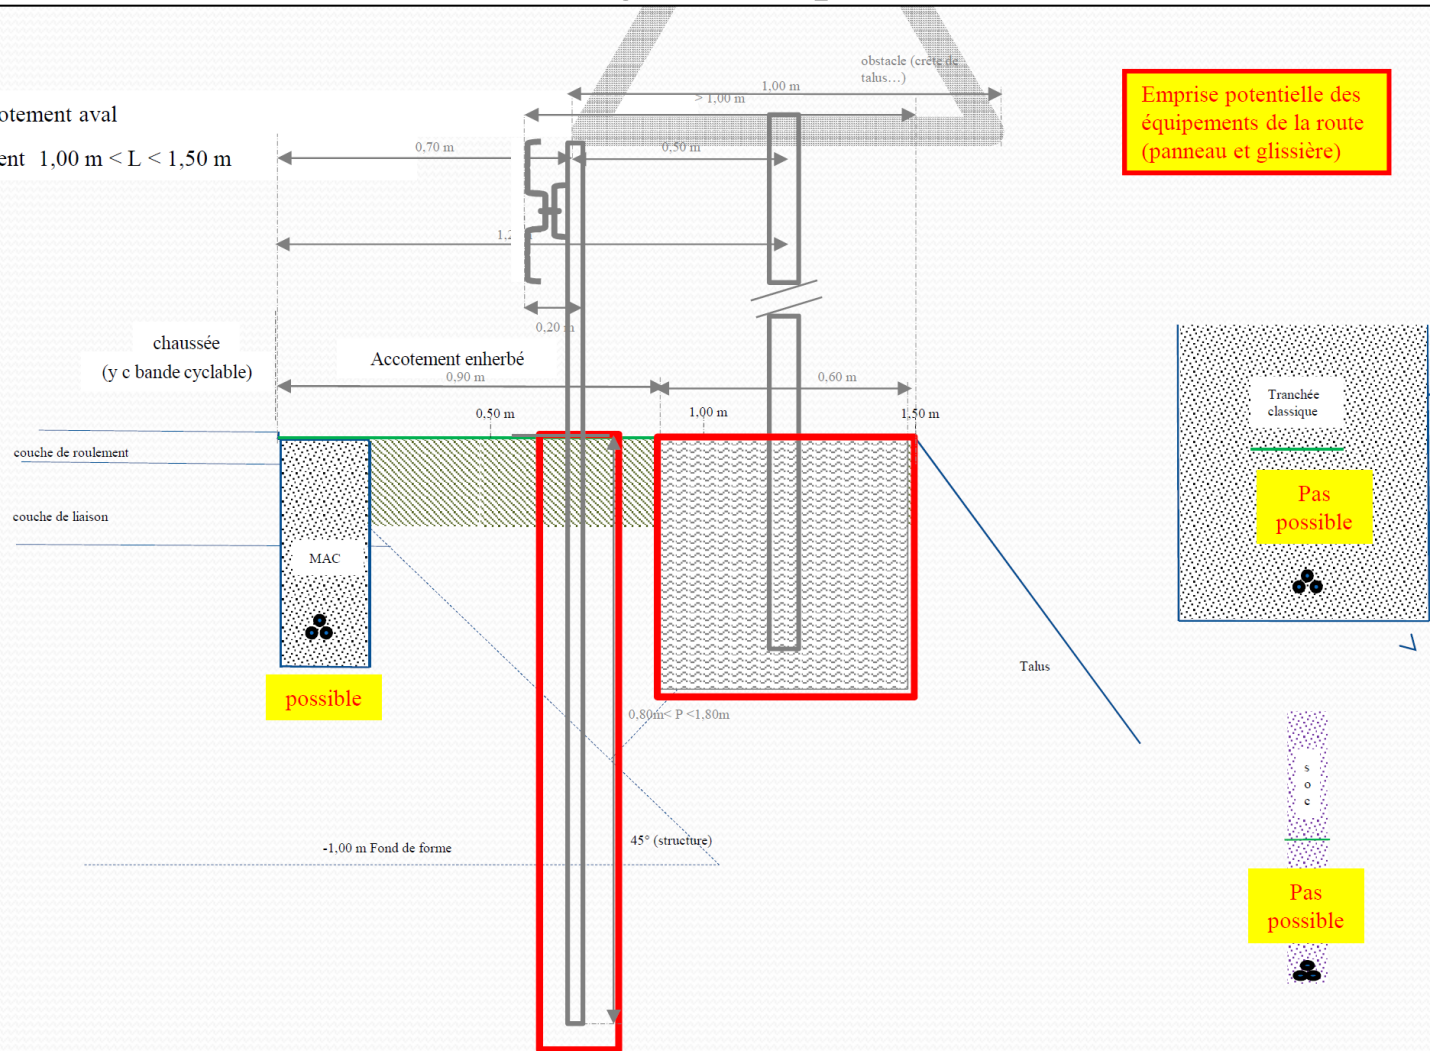 obstacle (crête de
talus…)
1,00 m
> 1,00 m
Emprise potentielle des
équipements de la route
(panneau et glissière)
otement aval
ent 1,00 m < L < 1,50 m
0,70 m
0,50 m
1,2
0,20 m
chaussée
(y c bande cyclable)
Accotement enherbé
0,90 m
0,60 m
0,50 m
1,00 m
1,50 m
Tranchée
classique
couche de roulement
Pas
possible
couche de liaison
MAC
possible
Talus
0,80m< P <1,80m
s
o
c
-1,00 m Fond de forme
45° (structure)
Pas
possible